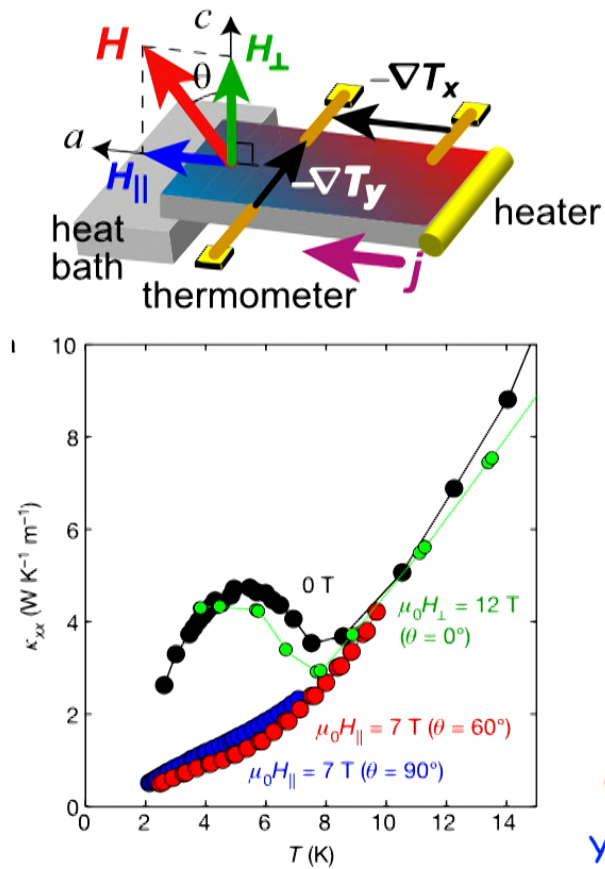 c
H
H⊥
θ
−∇Tx
a
H||
−∇Ty
heat
bath
heater
j
thermometer
10
8
6
4
2
0
κxx (W K⁻¹ m⁻¹)
0 T
μ₀H⊥ = 12 T
(θ = 0°)
μ₀H|| = 7 T (θ = 60°)
μ₀H|| = 7 T (θ = 90°)
0 2 4 6 8 10 12 14
T (K)
y